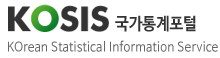 KOSIS 국가통계포털
KOrean Statistical Information Service